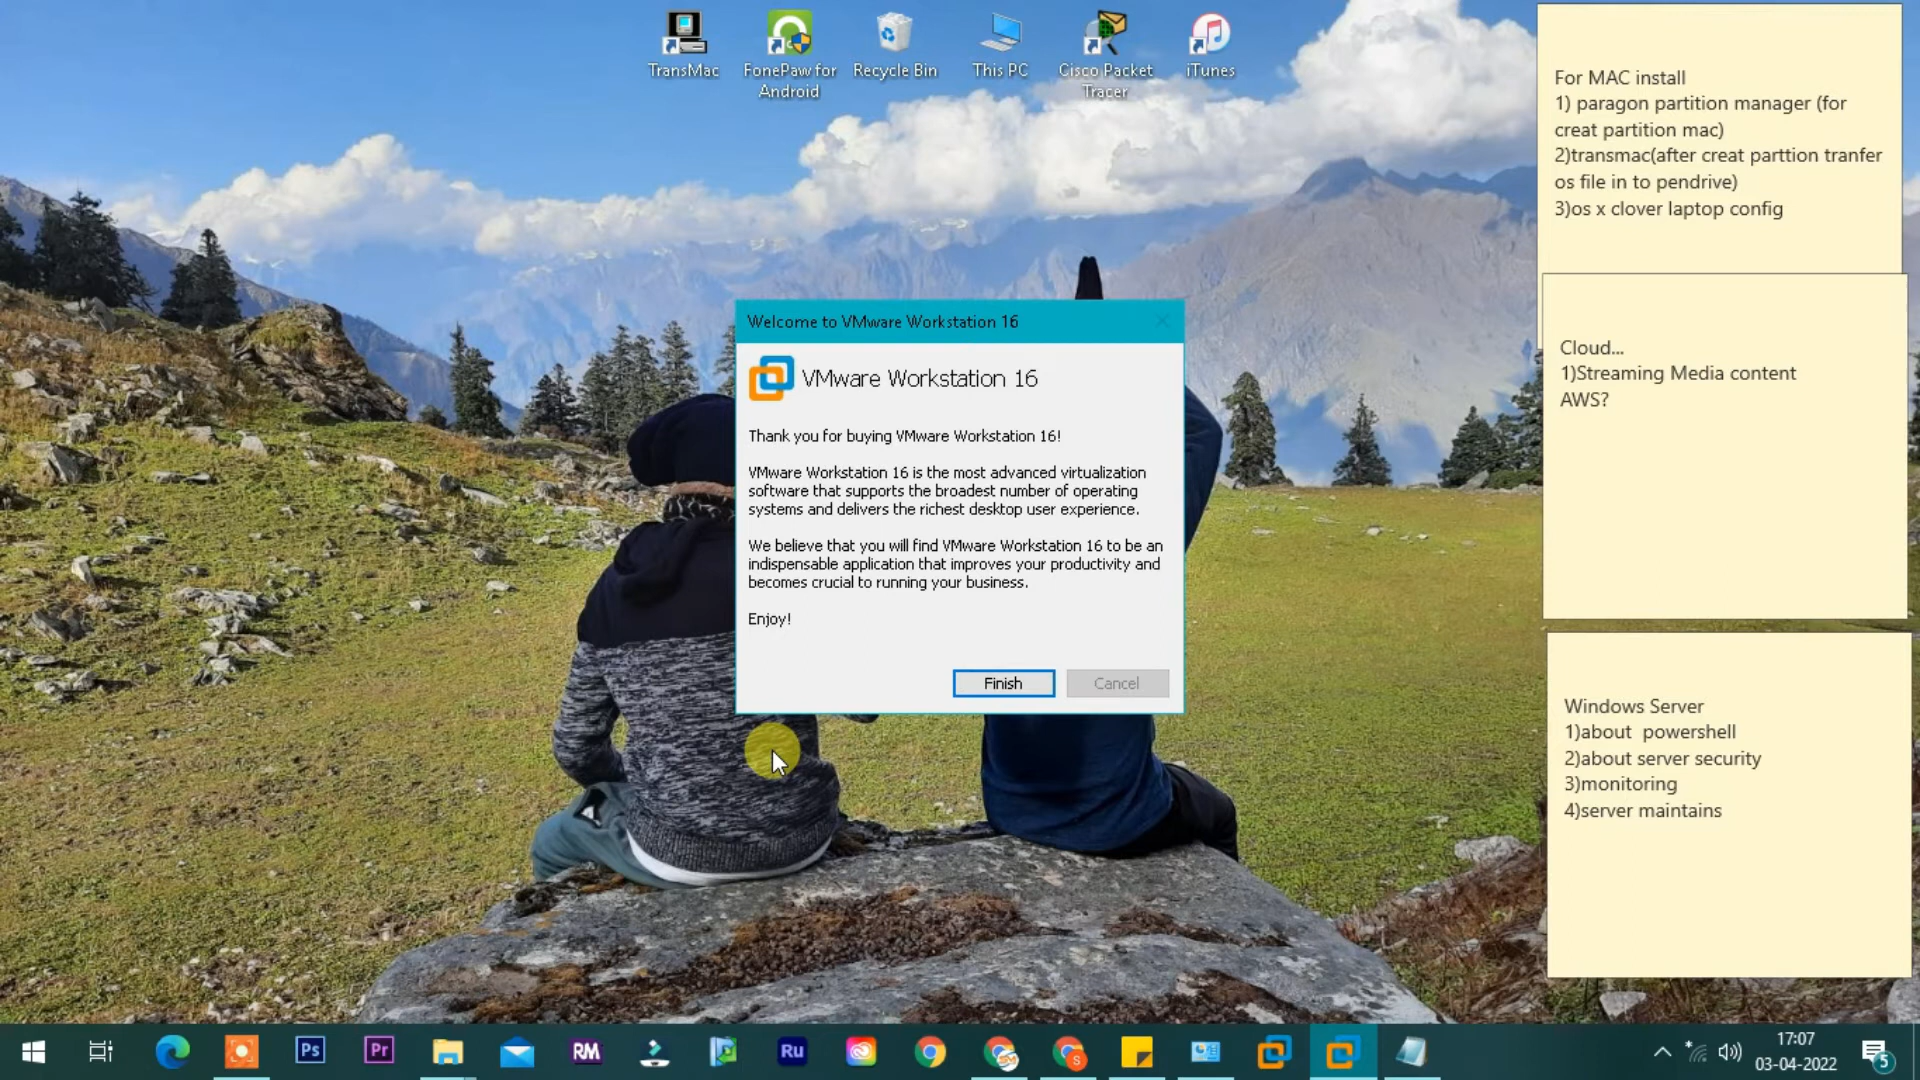 TransMac
FonePaw for
Android
Recycle Bin
This PC
Cisco Packet
Tracer
iTunes
For MAC install
1) paragon partition manager (for
creat partition mac)
2)transmac(after creat parttion tranfer
os file in to pendrive)
3)os x clover laptop config
Cloud...
1)Streaming Media content
AWS?
Windows Server
1)about  powershell
2)about server security
3)monitoring
4)server maintains
Welcome to VMware Workstation 16
VMware Workstation 16
Thank you for buying VMware Workstation 16!
VMware Workstation 16 is the most advanced virtualization
software that supports the broadest number of operating
systems and delivers the richest desktop user experience.
We believe that you will find VMware Workstation 16 to be an
indispensable application that improves your productivity and
becomes crucial to running your business.
Enjoy!
Finish
Cancel
Ps
Pr
RM
Ru
SM
S
17:07
03-04-2022
5